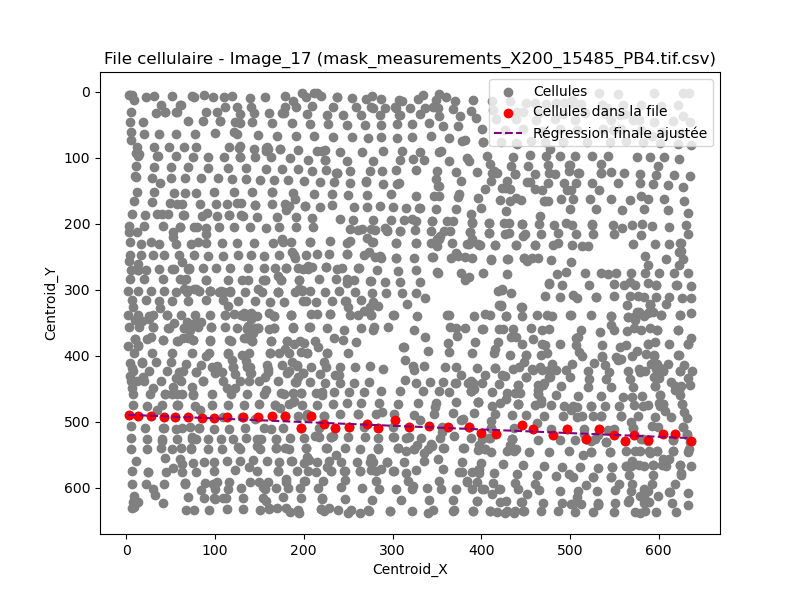 File cellulaire - Image_17 (mask_measurements_X200_15485_PB4.tif.csv)
Cellules
Cellules dans la file
Régression finale ajustée
0
100
200
300
400
500
600
Centroid_Y
0 100 200 300 400 500 600
Centroid_X